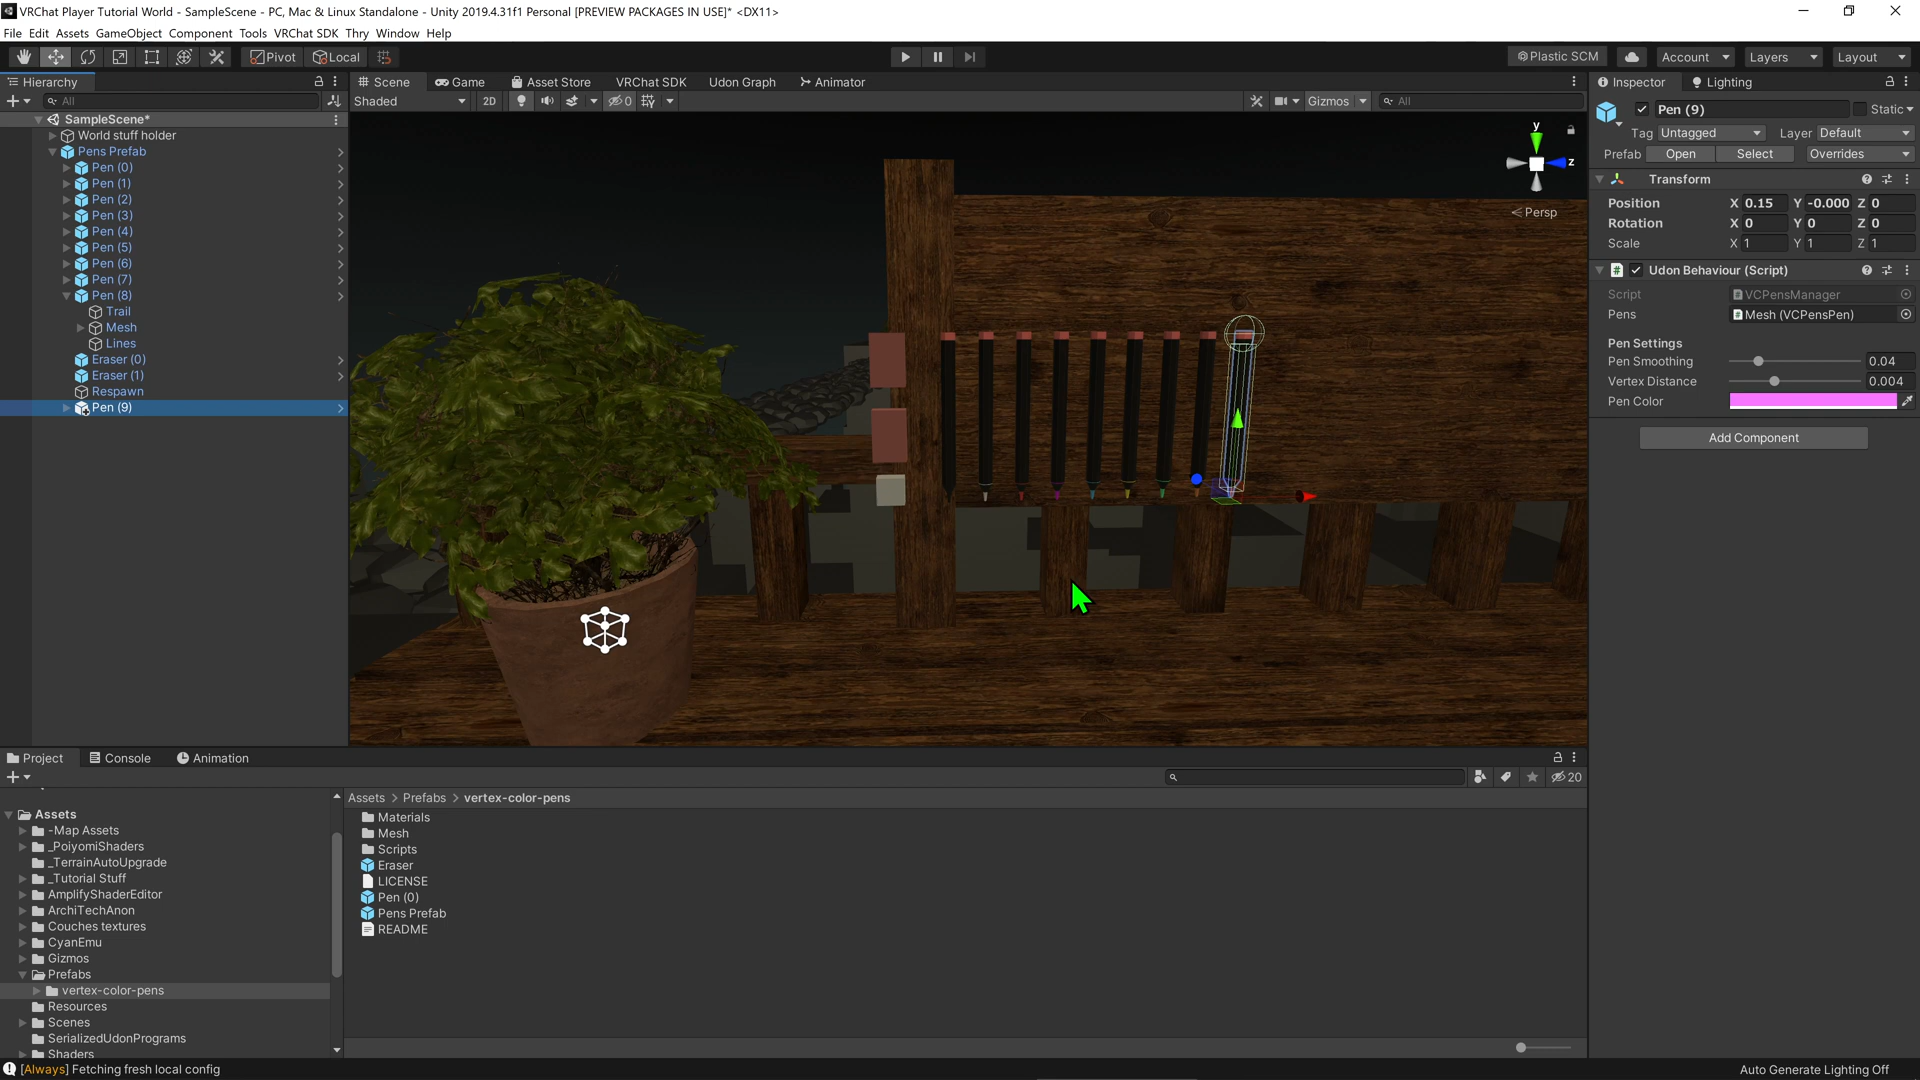 VRChat Player Tutorial World - SampleScene - PC, Mac & Linux Standalone - Unity 2019.4.31f1 Personal [PREVIEW PACKAGES IN USE]* <DX11>
File Edit Assets GameObject Component Tools VRChat SDK Thry Window Help
Pivot Local Plastic SCM Account Layers Layout
Hierarchy
All
SampleScene*
World stuff holder
Pens Prefab
Pen (0)
Pen (1)
Pen (2)
Pen (3)
Pen (4)
Pen (5)
Pen (6)
Pen (7)
Pen (8)
Trail
Mesh
Lines
Eraser (0)
Eraser (1)
Respawn
Pen (9)
Scene Game Asset Store VRChat SDK Udon Graph Animator
Shaded 2D 0 Gizmos All
y
z
Persp
Inspector Lighting
Pen (9) Static
Tag Untagged Layer Default
Prefab Open Select Overrides
Transform
Position X 0.15 Y -0.000 Z 0
Rotation X 0 Y 0 Z 0
Scale X 1 Y 1 Z 1
Udon Behaviour (Script)
Script VCPensManager
Pens Mesh (VCPensPen)
Pen Settings
Pen Smoothing 0.04
Vertex Distance 0.004
Pen Color
Add Component
Project Console Animation
20
Assets
-Map Assets
_PoiyomiShaders
_TerrainAutoUpgrade
_Tutorial Stuff
AmplifyShaderEditor
ArchiTechAnon
Couches textures
CyanEmu
Gizmos
Prefabs
vertex-color-pens
Resources
Scenes
SerializedUdonPrograms
Shaders
Assets > Prefabs > vertex-color-pens
Materials
Mesh
Scripts
Eraser
LICENSE
Pen (0)
Pens Prefab
README
[Always] Fetching fresh local config
Auto Generate Lighting Off